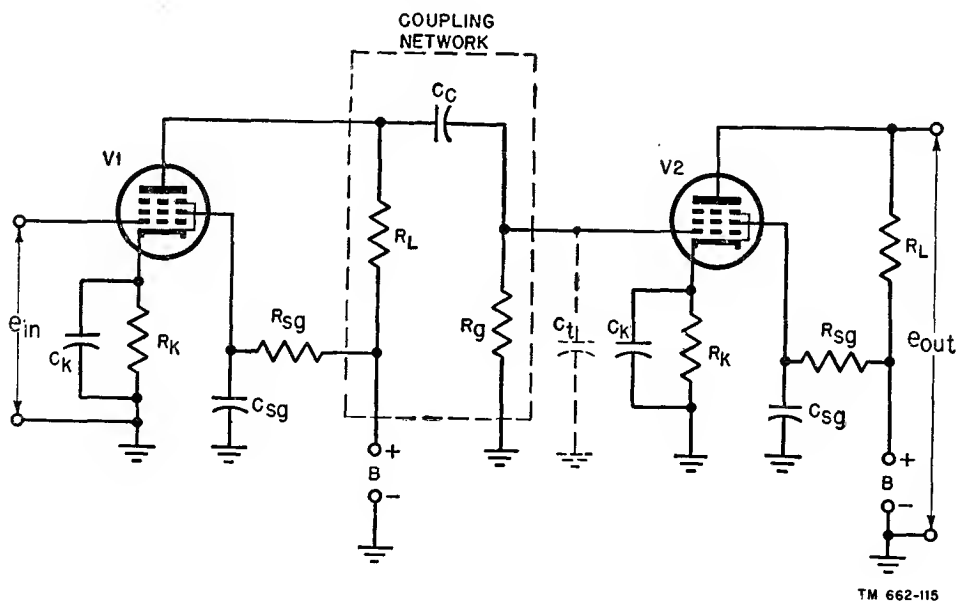 COUPLING
NETWORK
CC
V1
V2
RL
RL
ein
CK
RK
Rsg
Csg
Rg
Ct
CK
RK
Rsg
Csg
eout
+
B
−
+
B
−
TM 662-115